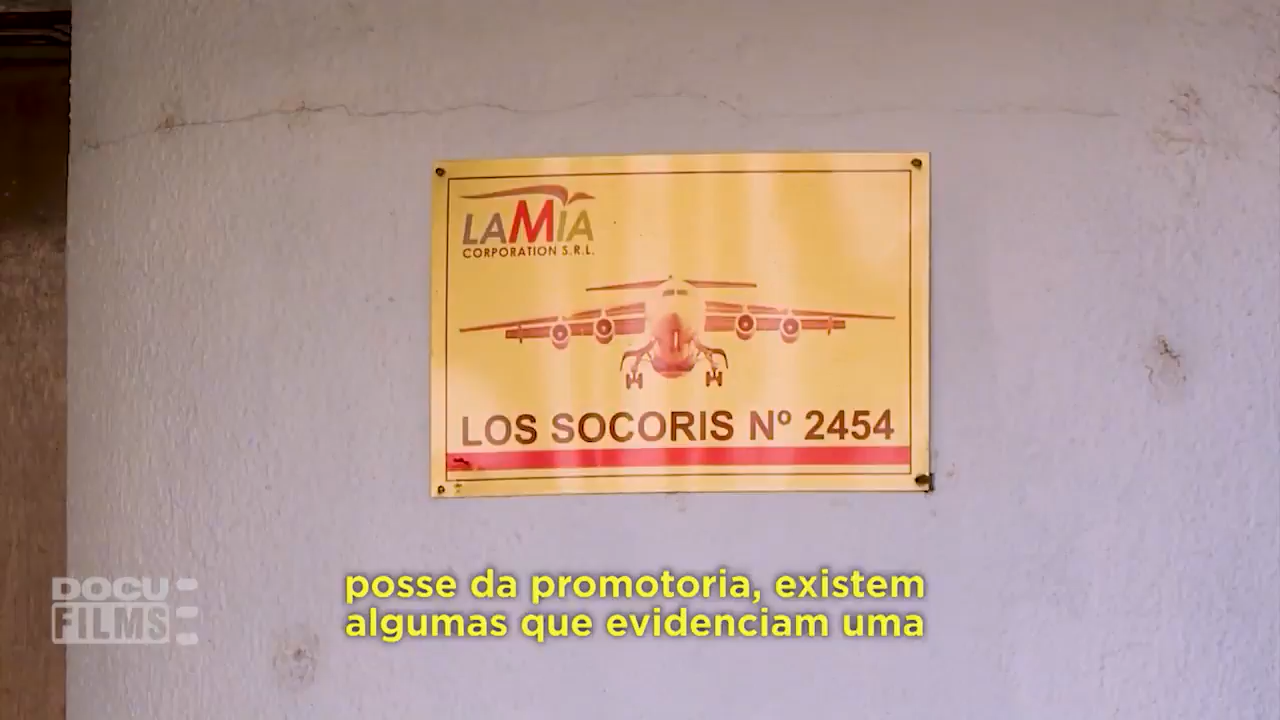 LAMIA
CORPORATION S.R.L.
LOS SOCORIS Nº 2454
posse da promotoria, existem
algumas que evidenciam uma
DOCU
FILMS